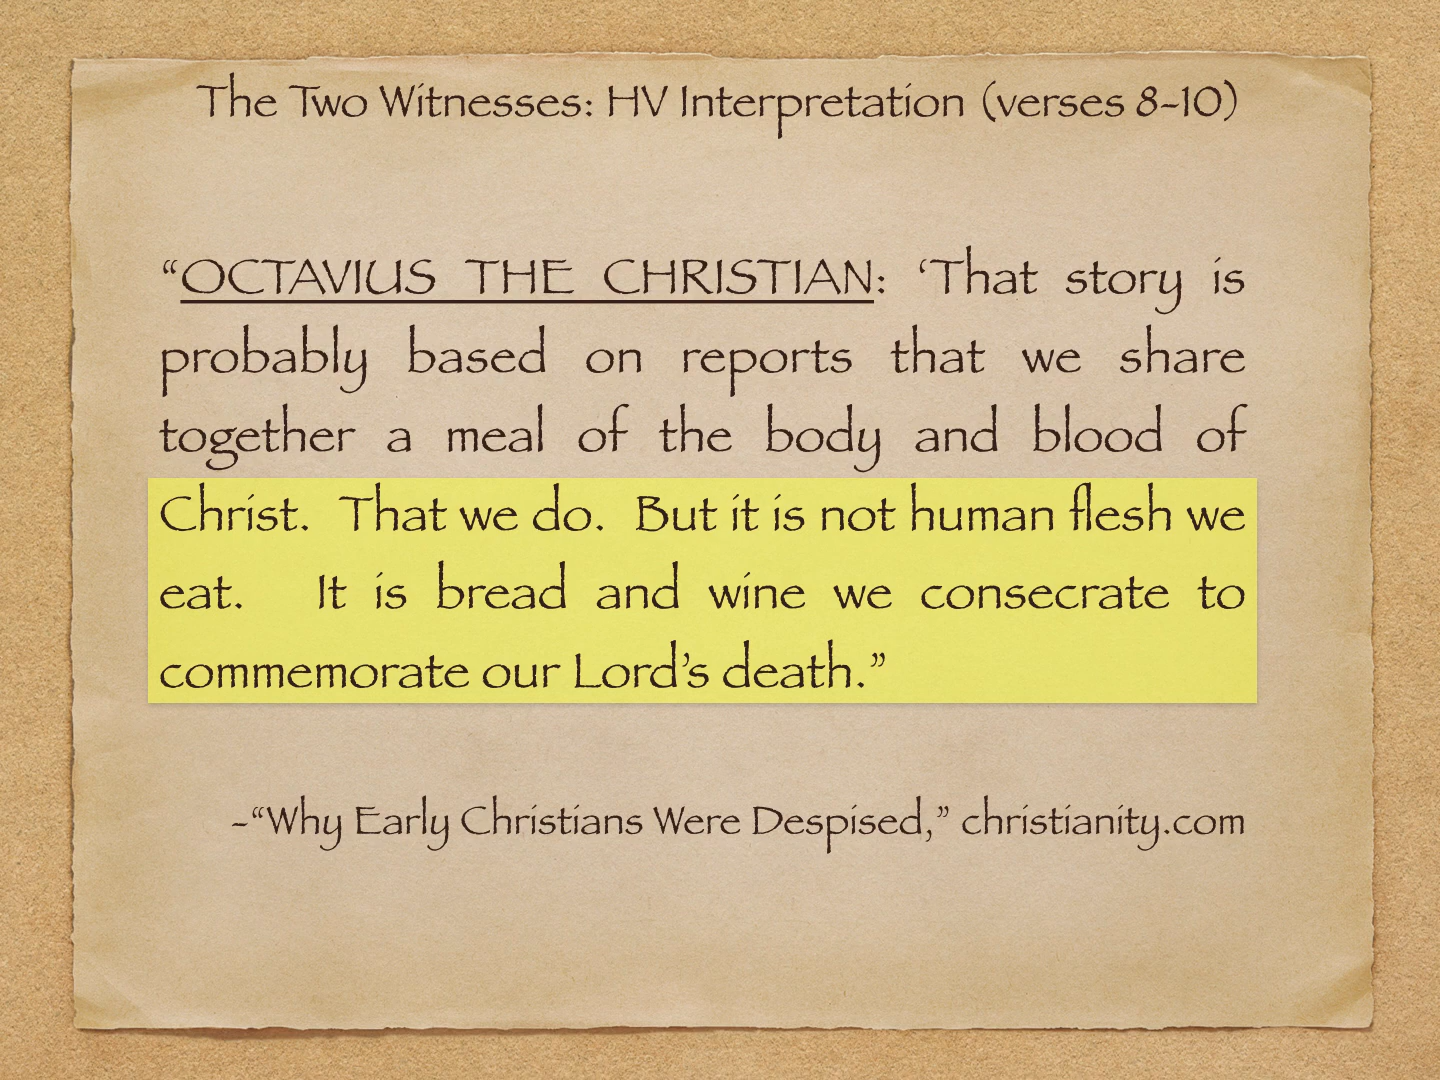 The Two Witnesses: HV Interpretation (verses 8-10)
“OCTAVIUS THE CHRISTIAN: ‘That story is
probably based on reports that we share
together a meal of the body and blood of
Christ. That we do. But it is not human flesh we
eat. It is bread and wine we consecrate to
commemorate our Lord’s death.”
-“Why Early Christians Were Despised,” christianity.com